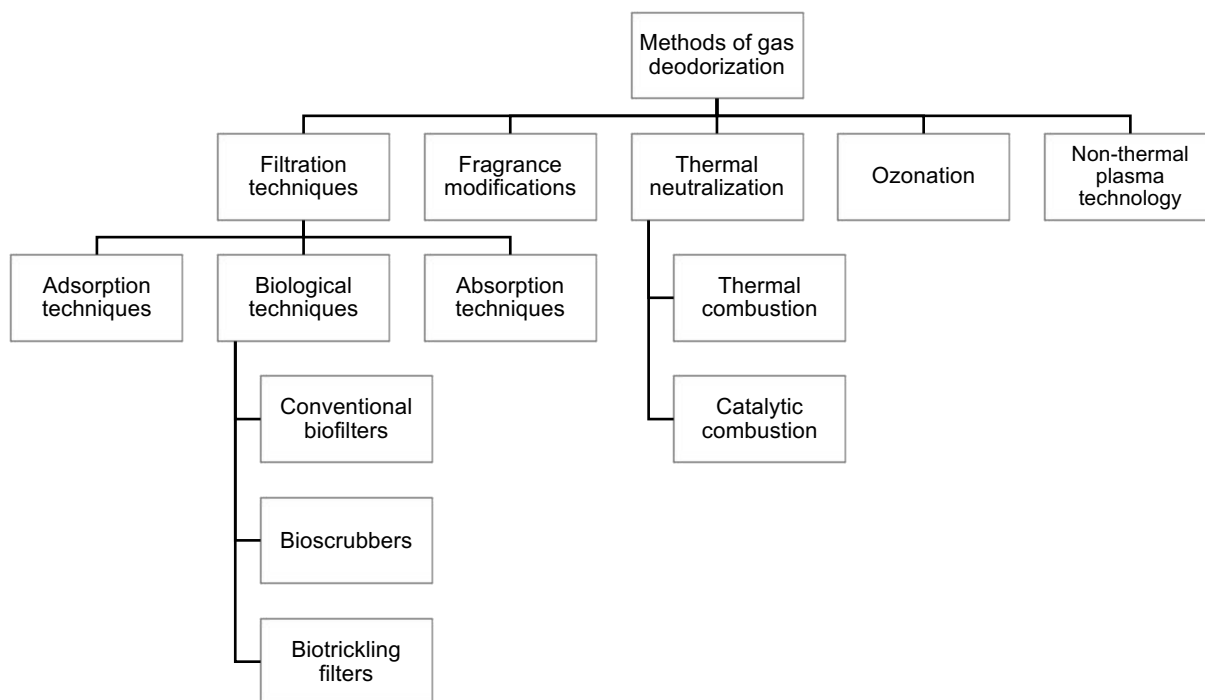 Methods of gas
deodorization
Filtration
techniques
Fragrance
modifications
Thermal
neutralization
Ozonation
Non-thermal
plasma
technology
Adsorption
techniques
Biological
techniques
Absorption
techniques
Thermal
combustion
Conventional
biofilters
Catalytic
combustion
Bioscrubbers
Biotrickling
filters